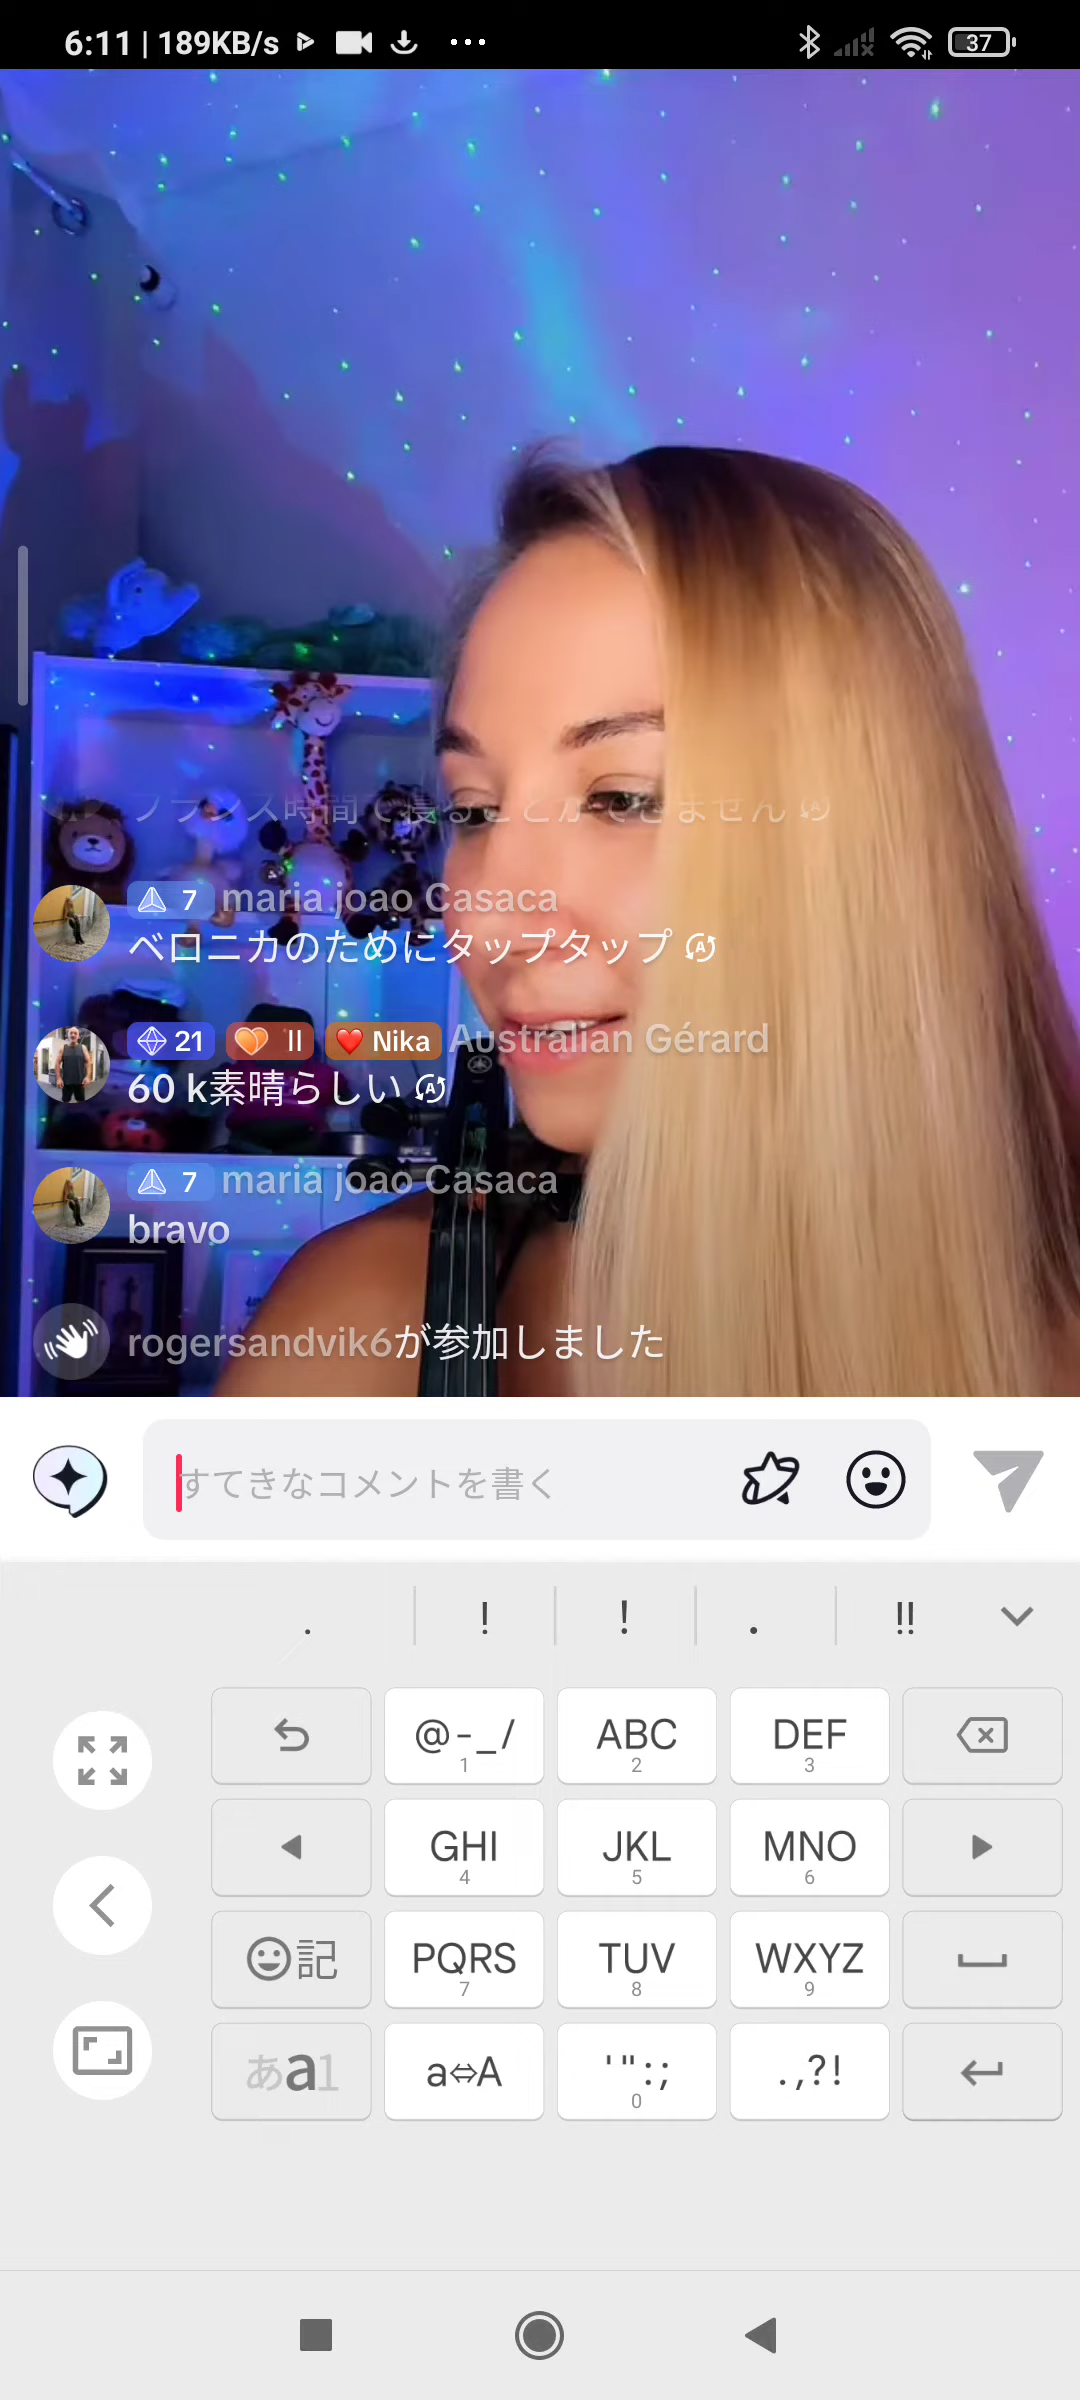 6:11 | 189KB/s
37
フランス時間で寝ることができません
7 maria joao Casaca
ベロニカのためにタップタップ
21 II Nika Australian Gérard
60 k素晴らしい
7 maria joao Casaca
bravo
rogersandvik6が参加しました
すてきなコメントを書く
. ! ! . !!
@-_/ 1 ABC 2 DEF 3
GHI 4 JKL 5 MNO 6
記 PQRS 7 TUV 8 WXYZ 9
あa1 a⇔A '":; 0 .,?!